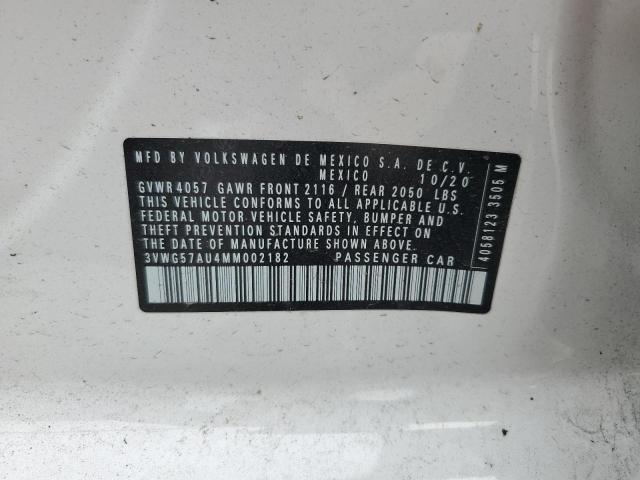 MFD BY VOLKSWAGEN DE MEXICO S.A. DE C.V.
MEXICO 10/20
GVWR 4057 GAWR FRONT 2116 / REAR 2050 LBS
THIS VEHICLE CONFORMS TO ALL APPLICABLE U.S.
FEDERAL MOTOR VEHICLE SAFETY, BUMPER AND
THEFT PREVENTION STANDARDS IN EFFECT ON
THE DATE OF MANUFACTURE SHOWN ABOVE.
3VWG57AU4MM002182 PASSENGER CAR
4058123 3505 M